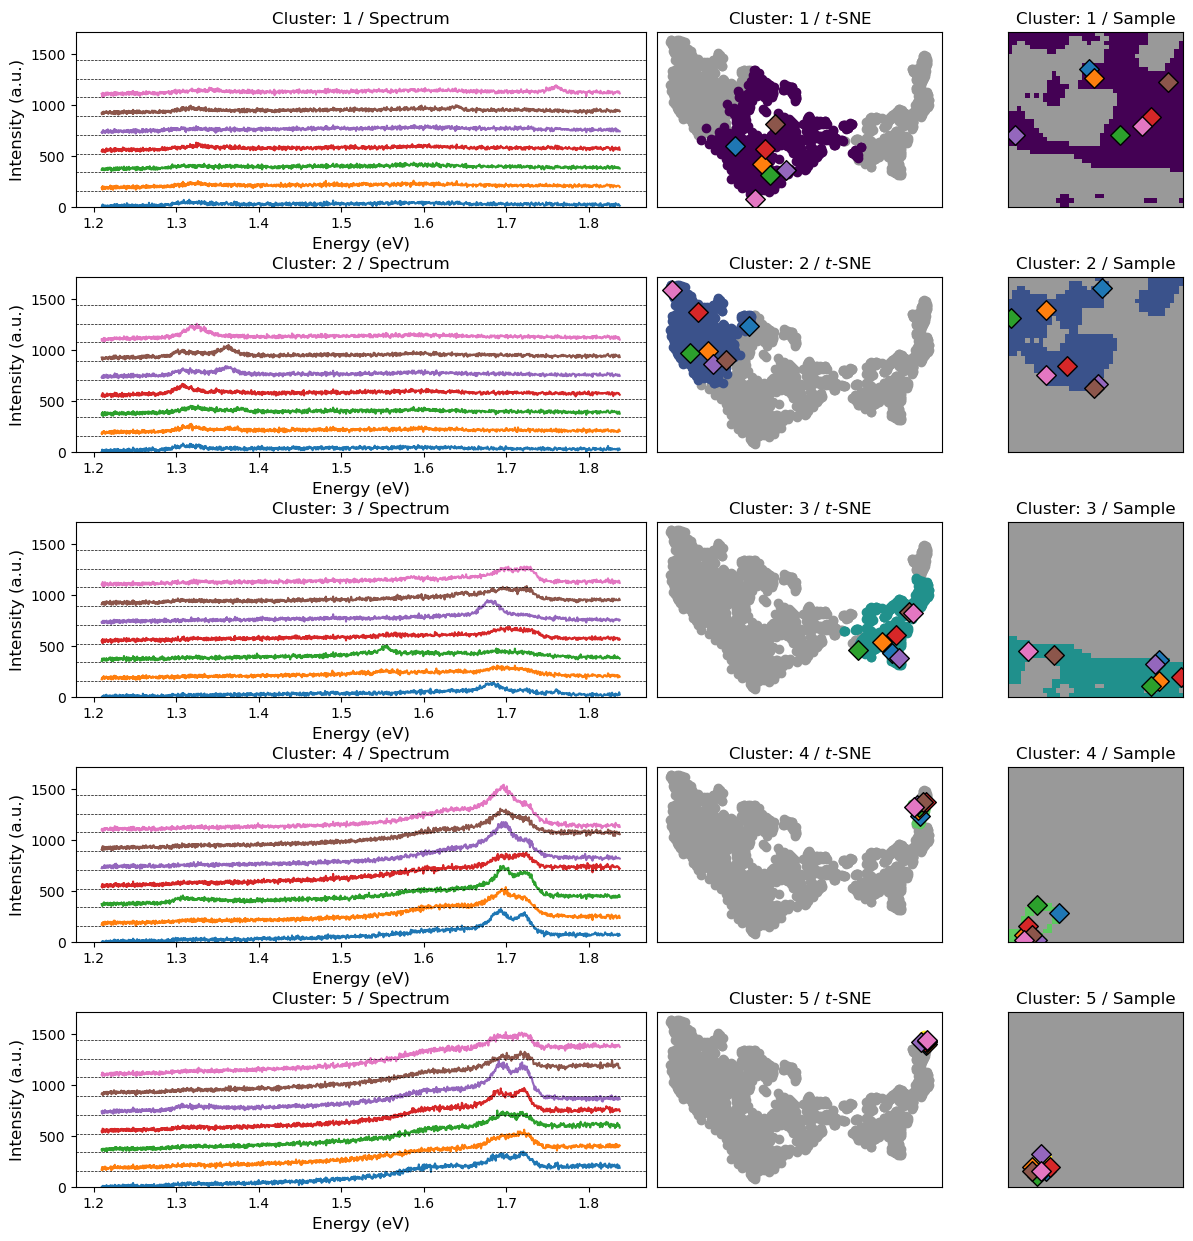 Cluster: 1 / Spectrum
Cluster: 1 / t-SNE
Cluster: 1 / Sample
1500
1000
500
0
Intensity (a.u.)
1.2 1.3 1.4 1.5 1.6 1.7 1.8
Energy (eV)
Cluster: 2 / Spectrum
Cluster: 2 / t-SNE
Cluster: 2 / Sample
1500
1000
500
0
Intensity (a.u.)
1.2 1.3 1.4 1.5 1.6 1.7 1.8
Energy (eV)
Cluster: 3 / Spectrum
Cluster: 3 / t-SNE
Cluster: 3 / Sample
1500
1000
500
0
Intensity (a.u.)
1.2 1.3 1.4 1.5 1.6 1.7 1.8
Energy (eV)
Cluster: 4 / Spectrum
Cluster: 4 / t-SNE
Cluster: 4 / Sample
1500
1000
500
0
Intensity (a.u.)
1.2 1.3 1.4 1.5 1.6 1.7 1.8
Energy (eV)
Cluster: 5 / Spectrum
Cluster: 5 / t-SNE
Cluster: 5 / Sample
1500
1000
500
0
Intensity (a.u.)
1.2 1.3 1.4 1.5 1.6 1.7 1.8
Energy (eV)